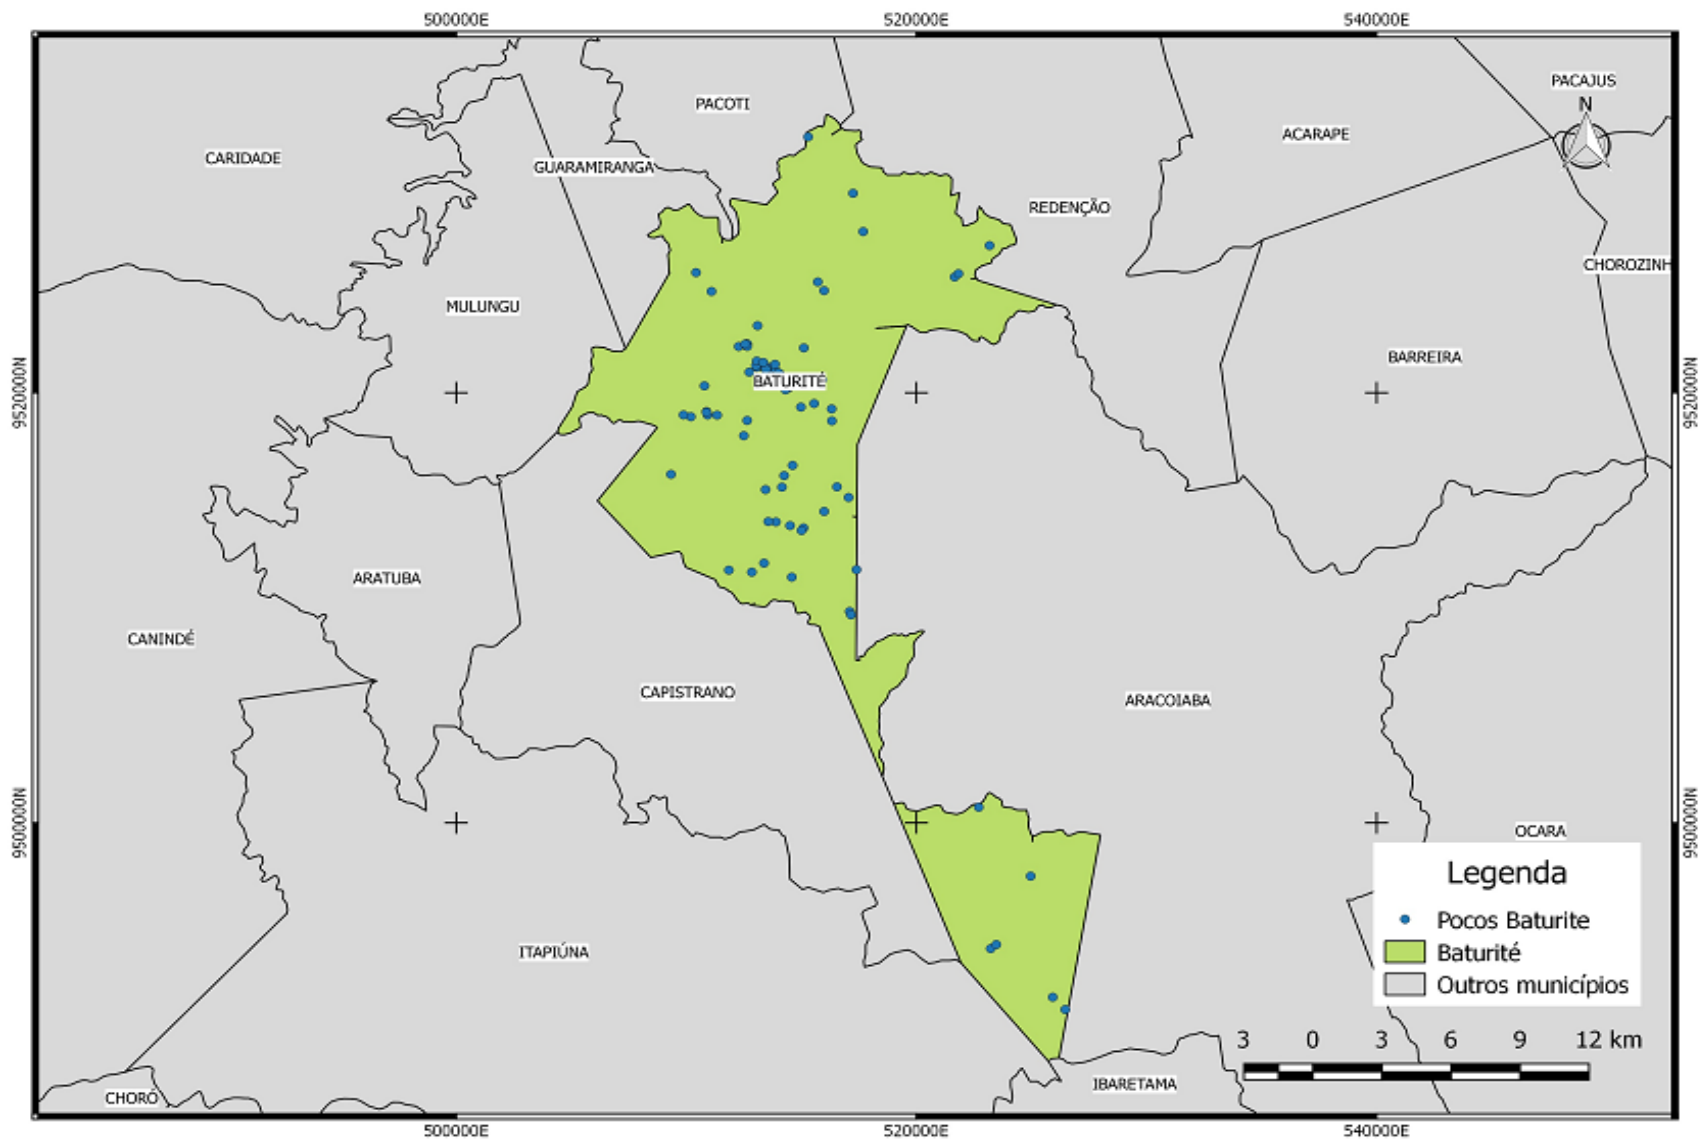 500000E
520000E
540000E
PACAJUS
N
PACOTI
ACARAPE
CARIDADE
GUARAMIRANGA
REDENÇÃO
CHOROZINH
MULUNGU
BARREIRA
BATURITÉ
9520000N
9520000N
ARATUBA
CANINDÉ
CAPISTRANO
ARACOIABA
9500000N
9500000N
OCARA
Legenda
Pocos Baturite
Baturité
Outros municípios
ITAPIÚNA
3 0 3 6 9 12 km
IBARETAMA
CHORÓ
500000E
520000E
540000E